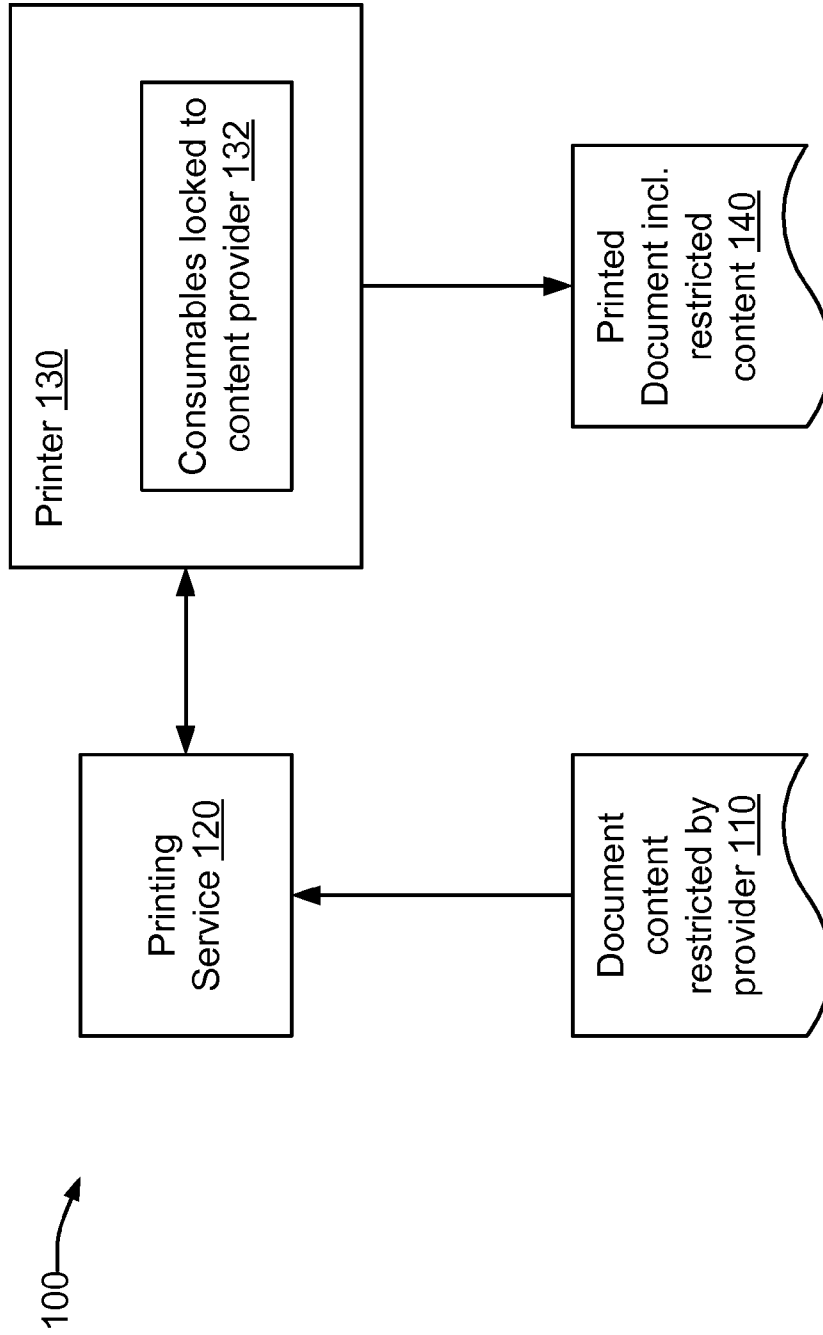 100
Printing
Service 120
Printer 130
Consumables locked to
content provider 132
Document
content
restricted by
provider 110
Printed
Document incl.
restricted
content 140